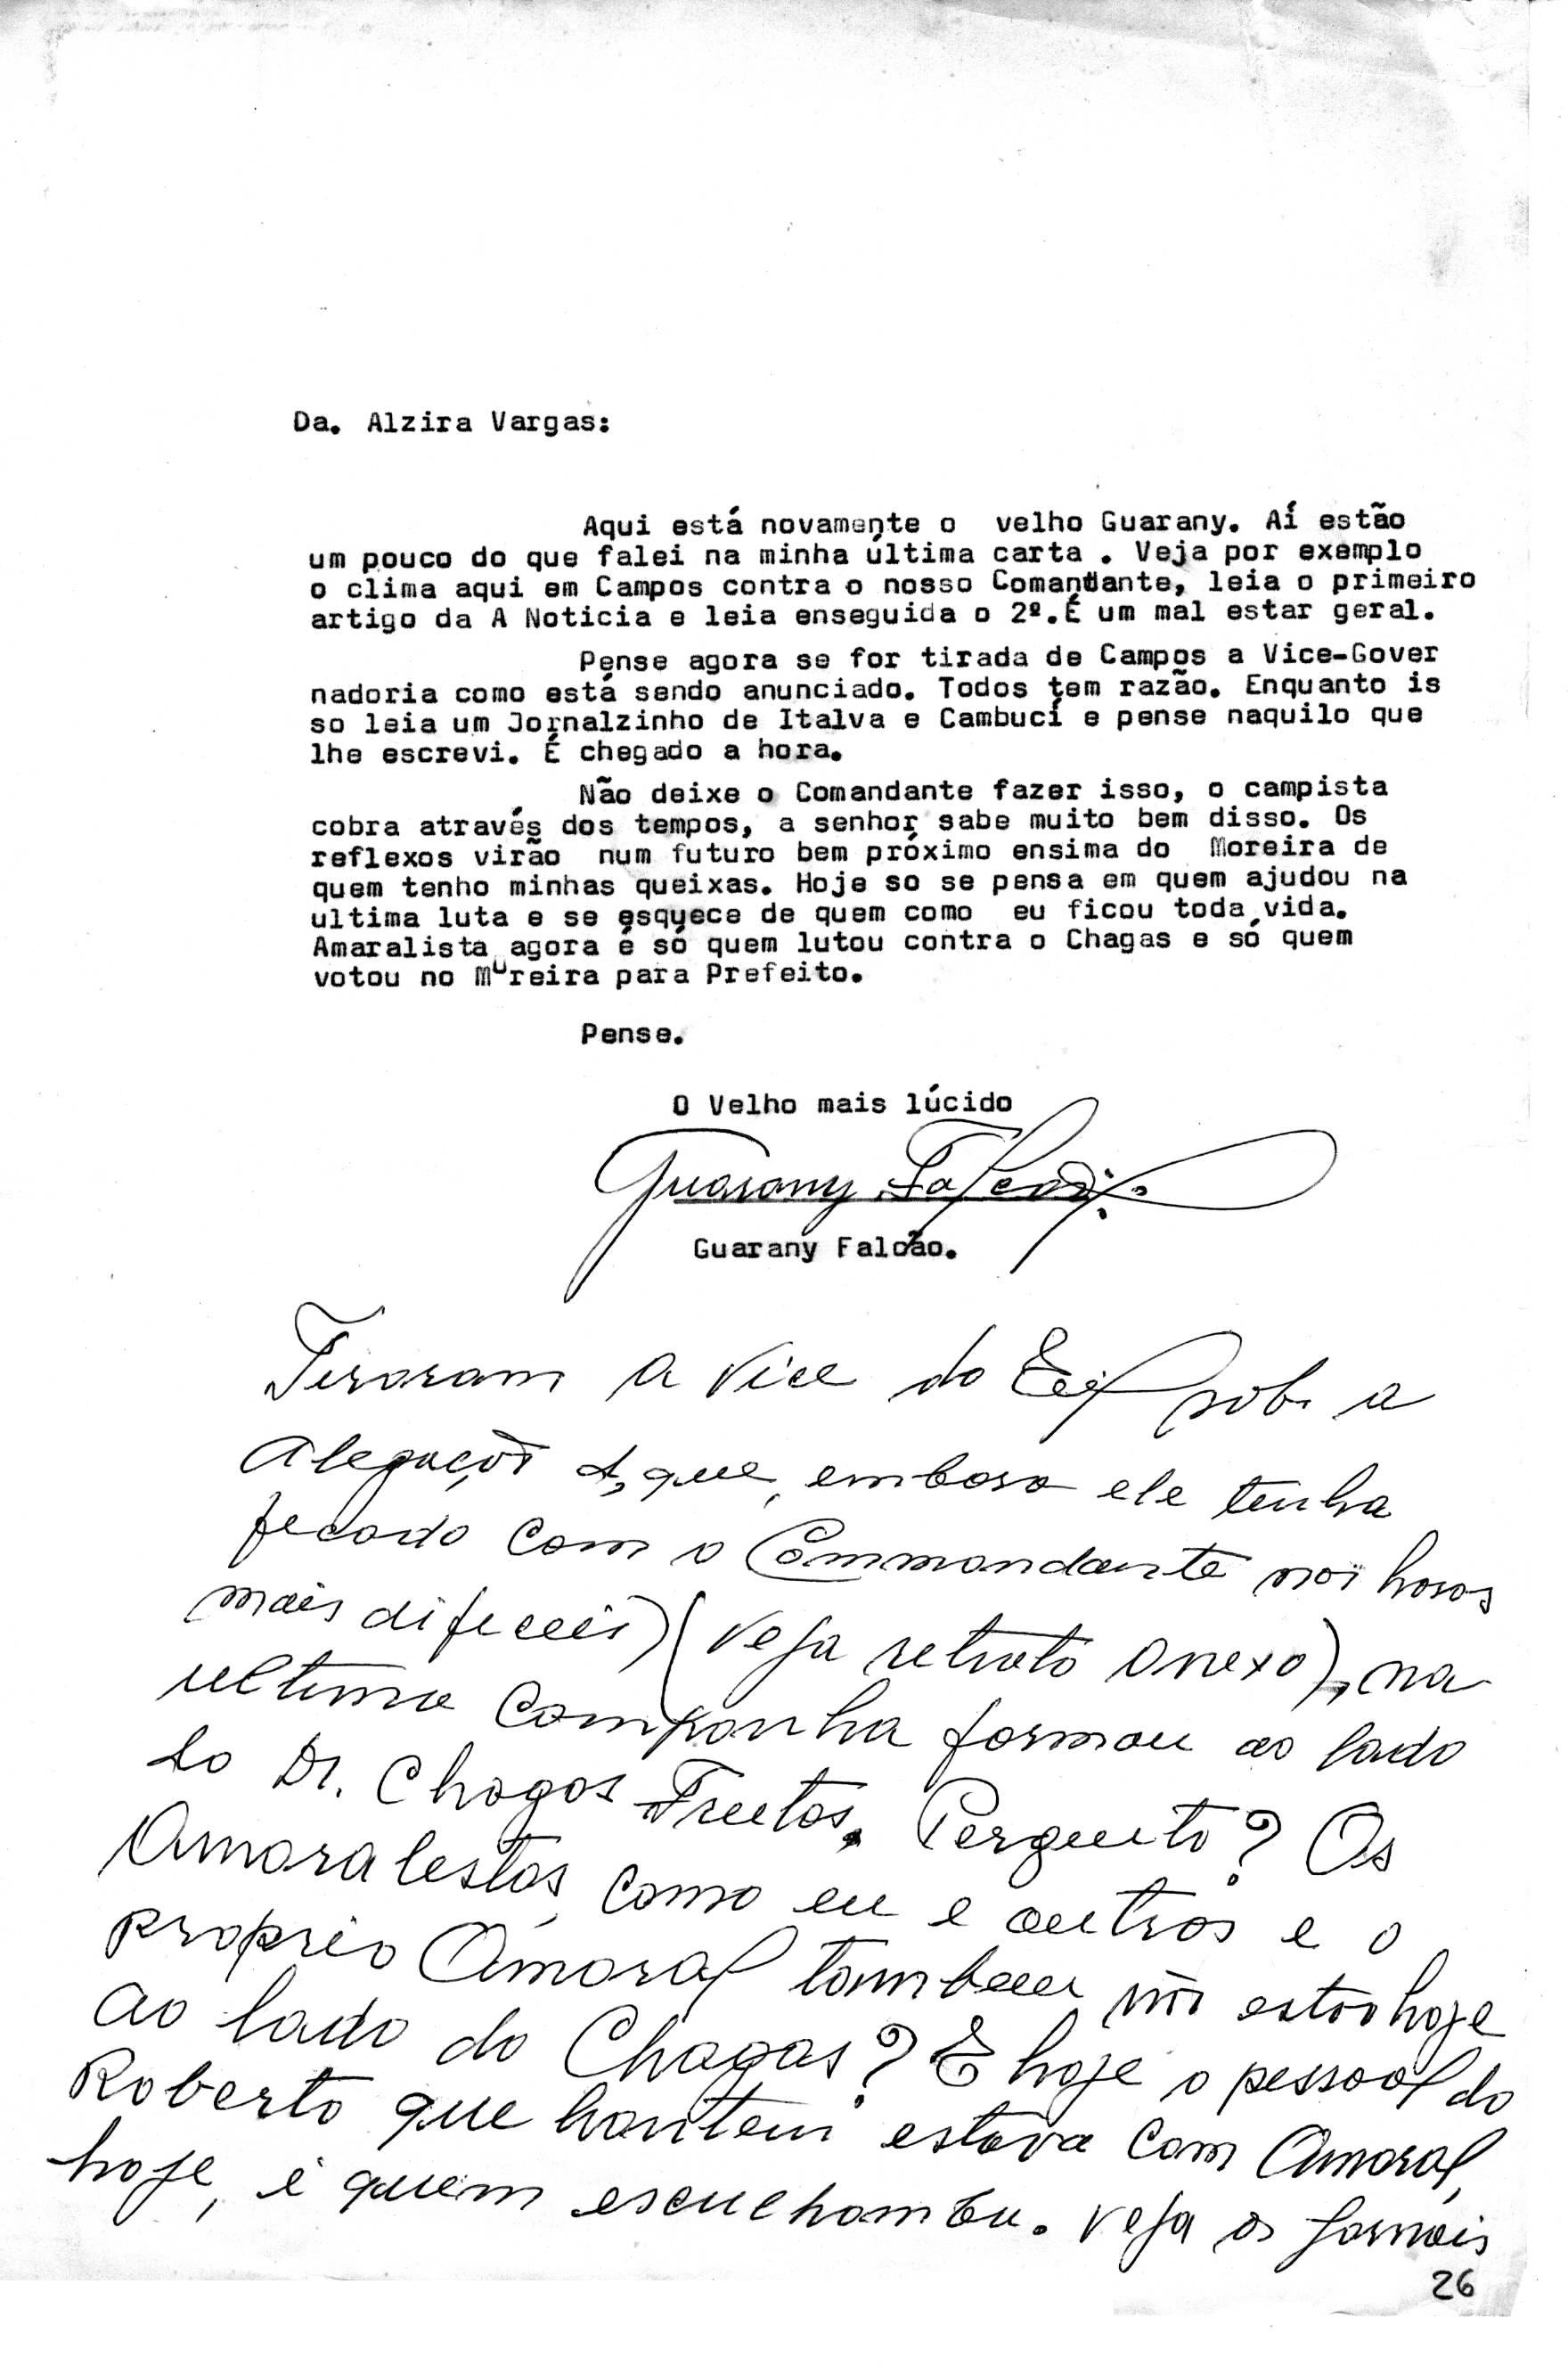 Da. Alzira Vargas:
Aqui está novamente o velho Guarany. Aí estão
um pouco do que falei na minha última carta . Veja por exemplo
o clima aqui em Campos contra o nosso Comandante, leia o primeiro
artigo da A Noticia e leia enseguida o 2º.É um mal estar geral.
Pense agora se for tirada de Campos a Vice-Gover
nadoria como está sendo anunciado. Todos tem razão. Enquanto is
so leia um Jornalzinho de Italva e Cambucí e pense naquilo que
lhe escrevi. É chegado a hora.
Não deixe o Comandante fazer isso, o campista
cobra através dos tempos, a senhor sabe muito bem disso. Os
reflexos virão num futuro bem próximo ensima do Moreira de
quem tenho minhas queixas. Hoje so se pensa em quem ajudou na
ultima luta e se esquece de quem como eu ficou toda vida.
Amaralista agora é só quem lutou contra o Chagas e só quem
votou no Mureira para Prefeito.
Pense.
O Velho mais lúcido
Guarany Falcão
Guarany Falcão.
Tiraram a Vice do sob a
alegação de que, embora ele tenha
ficado com o Commandante nas horas
mais dificeis) (Veja retrato anexo), na
ultima Companha formou ao lado
do Dr. Chagas Freitas. Pergunto? Os
Amaralistas, como eu e outros e o
proprio Amaral tambem não estão hoje
ao lado do Chagas? E hoje o pessoal do
Roberto que hontem estava com Amaral,
hoje, é quem esculhamba. Veja os jornais
26